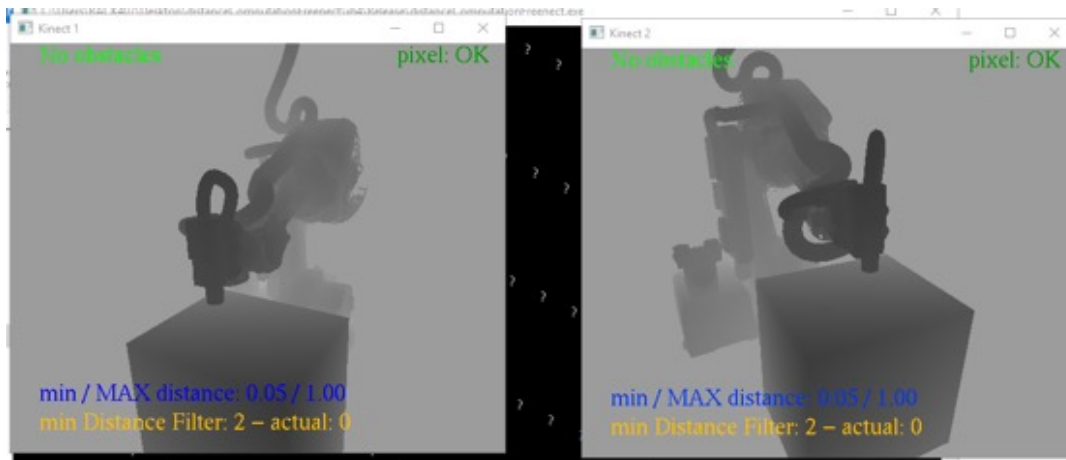 Kinect 1
No obstacles
pixel: OK
min / MAX distance: 0.05 / 1.00
min Distance Filter: 2 – actual: 0
?
?
?
?
?
?
?
?
?
Kinect 2
No obstacles
pixel: OK
min / MAX distance: 0.05 / 1.00
min Distance Filter: 2 – actual: 0